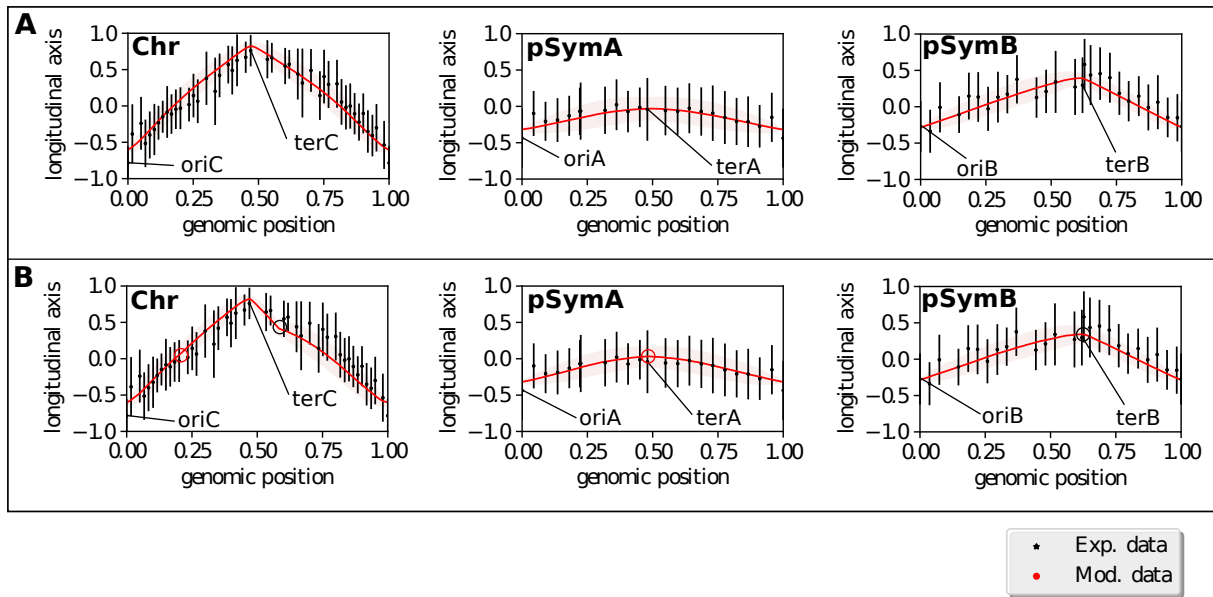 A
Chr
pSymA
pSymB
longitudinal axis
1.0
0.5
0.0
−0.5
−1.0
oriC
terC
0.00 0.25 0.50 0.75 1.00
genomic position
longitudinal axis
1.0
0.5
0.0
−0.5
−1.0
oriA
terA
0.00 0.25 0.50 0.75 1.00
genomic position
longitudinal axis
1.0
0.5
0.0
−0.5
−1.0
oriB
terB
0.00 0.25 0.50 0.75 1.00
genomic position
B
Chr
pSymA
pSymB
longitudinal axis
1.0
0.5
0.0
−0.5
−1.0
oriC
terC
0.00 0.25 0.50 0.75 1.00
genomic position
longitudinal axis
1.0
0.5
0.0
−0.5
−1.0
oriA
terA
0.00 0.25 0.50 0.75 1.00
genomic position
longitudinal axis
1.0
0.5
0.0
−0.5
−1.0
oriB
terB
0.00 0.25 0.50 0.75 1.00
genomic position
Exp. data
Mod. data